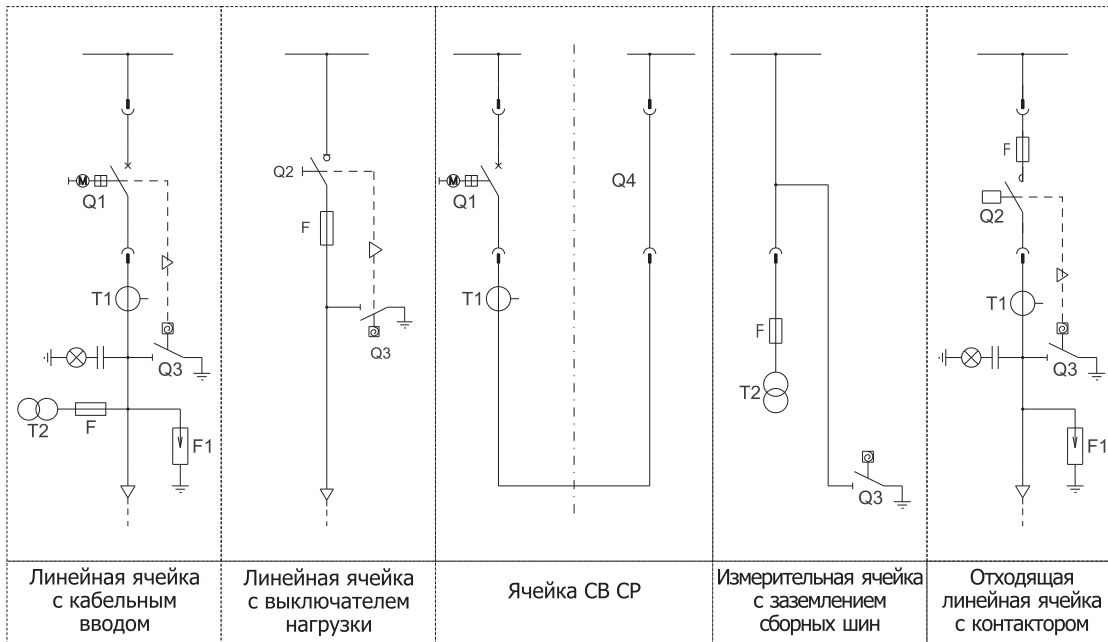 M
Q1
T1
Q3
T2
F
F1
Q2
F
Q3
M
Q1
Q4
T1
F
T2
Q3
F
Q2
T1
Q3
F1
Линейная ячейка
с кабельным
вводом
Линейная ячейка
с выключателем
нагрузки
Ячейка СВ СР
Измерительная ячейка
с заземлением
сборных шин
Отходящая
линейная ячейка
с контактором